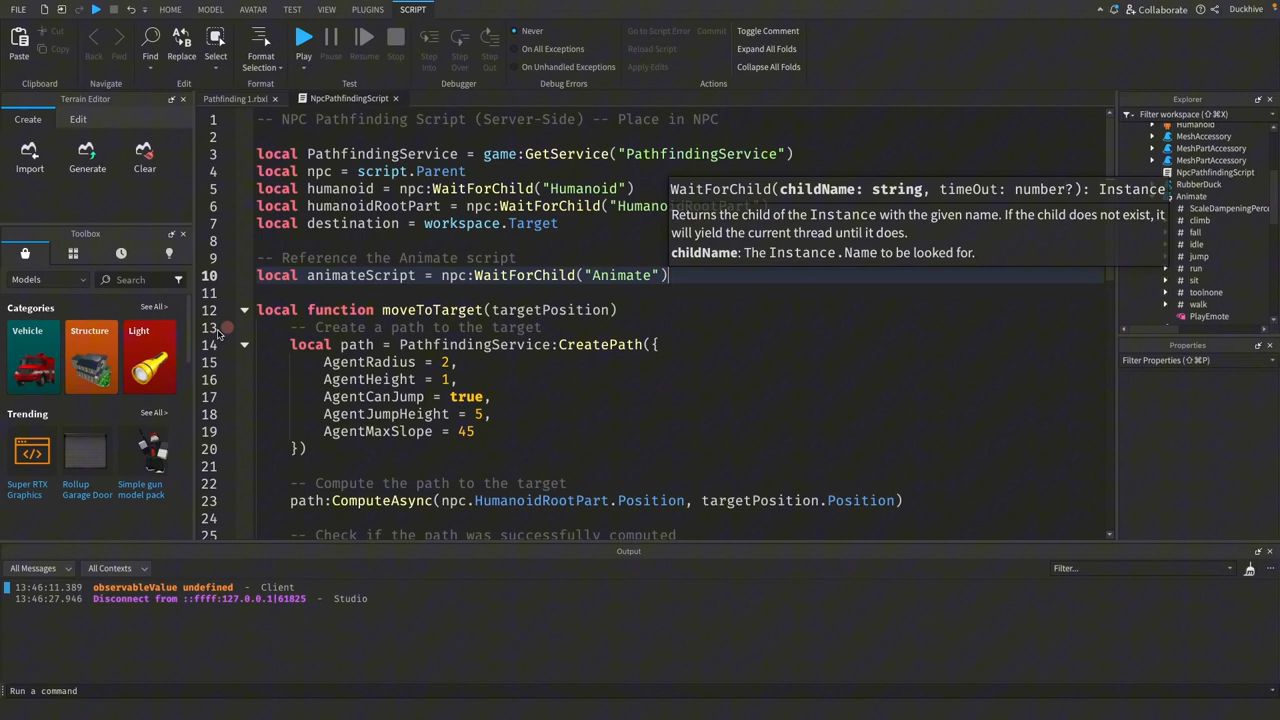 FILE
HOME MODEL AVATAR TEST VIEW PLUGINS SCRIPT
Collaborate
Duckhive
Paste
Cut
Copy
Clipboard
Back Fwd
Navigate
Find Replace Select
Edit
Format
Selection
Format
Play Pause Resume Stop
Test
Step
Into
Step
Over
Step
Out
Debugger
Never
On All Exceptions
On Unhandled Exceptions
Debug Errors
Go to Script Error Commit
Reload Script
Apply Edits
Toggle Comment
Expand All Folds
Collapse All Folds
Actions
Terrain Editor
Create Edit
Import Generate Clear
Toolbox
Models
Search
Categories
See All >
Vehicle Structure Light
Trending
See All >
Super RTX
Graphics
Rollup
Garage Door
Simple gun
model pack
Pathfinding 1.rbxl × NpcPathfindingScript ×
1 -- NPC Pathfinding Script (Server-Side) -- Place in NPC
2
3 local PathfindingService = game:GetService("PathfindingService")
4 local npc = script.Parent
5 local humanoid = npc:WaitForChild("Humanoid")
6 local humanoidRootPart = npc:WaitForChild("Humano
7 local destination = workspace.Target
8
9 -- Reference the Animate script
10 local animateScript = npc:WaitForChild("Animate")
11
12 local function moveToTarget(targetPosition)
13 -- Create a path to the target
14 local path = PathfindingService:CreatePath({
15 AgentRadius = 2,
16 AgentHeight = 1,
17 AgentCanJump = true,
18 AgentJumpHeight = 5,
19 AgentMaxSlope = 45
20 })
21
22 -- Compute the path to the target
23 path:ComputeAsync(npc.HumanoidRootPart.Position, targetPosition.Position)
24
25 -- Check if the path was successfully computed
WaitForChild(childName: string, timeOut: number?): Instance
Returns the child of the Instance with the given name. If the child does not exist, it
will yield the current thread until it does.
childName: The Instance.Name to be looked for.
Explorer
Filter workspace (⇧⌘X)
Humanoid
MeshAccessory
MeshPartAccessory
MeshPartAccessory
NpcPathfindingScript
RubberDuck
Animate
# ScaleDampeningPerce
# climb
# fall
# idle
# jump
# run
# sit
# toolnone
# walk
PlayEmote
Properties
Filter Properties (⇧⌘P)
Output
All Messages
All Contexts
Filter...
13:46:11.389 observableValue undefined - Client
13:46:27.946 Disconnect from ::ffff:127.0.0.1|61825 - Studio
Run a command